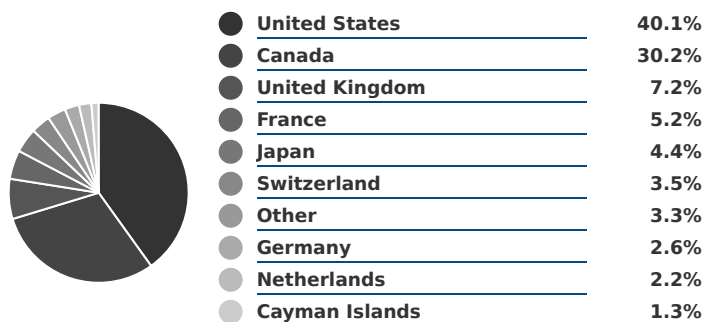 United States 40.1%
Canada 30.2%
United Kingdom 7.2%
France 5.2%
Japan 4.4%
Switzerland 3.5%
Other 3.3%
Germany 2.6%
Netherlands 2.2%
Cayman Islands 1.3%